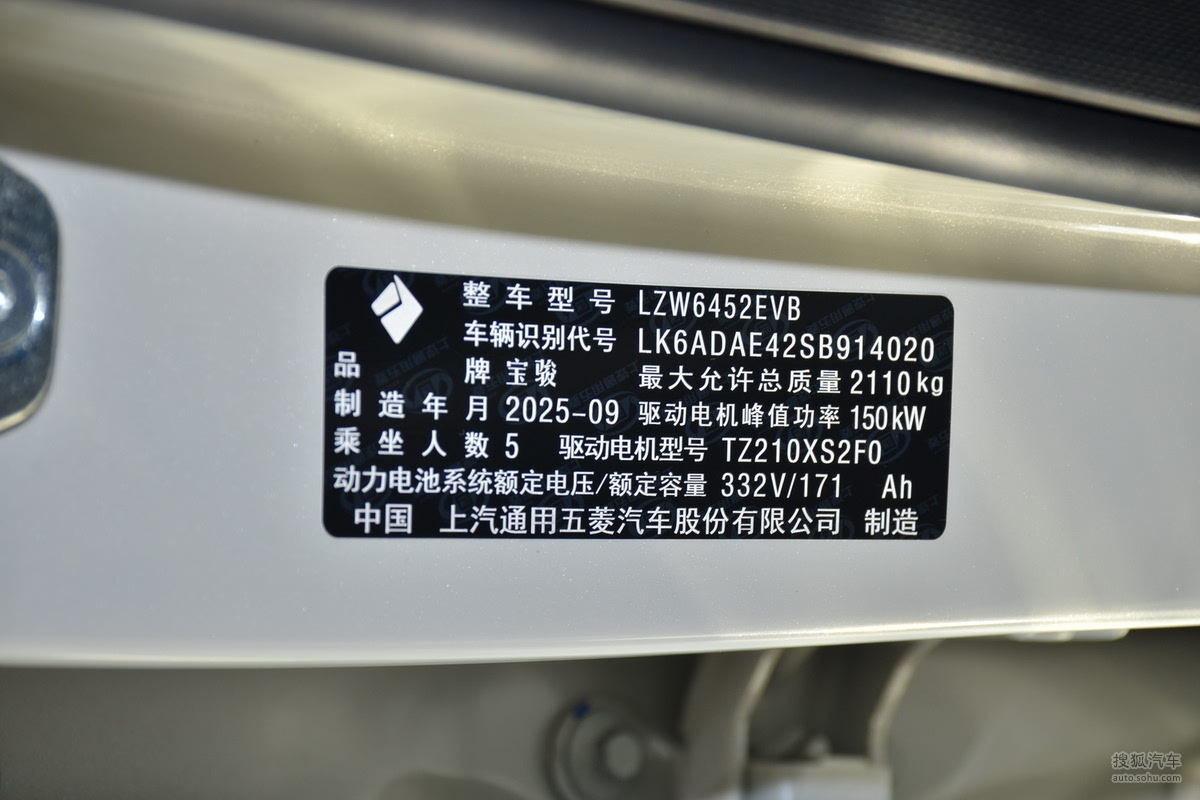 整车型号 LZW6452EVB
车辆识别代号 LK6ADAE42SB914020
品牌 宝骏 最大允许总质量 2110kg
制造年月 2025-09 驱动电机峰值功率 150kW
乘坐人数 5 驱动电机型号 TZ210XS2F0
动力电池系统额定电压/额定容量 332V/171 Ah
中国 上汽通用五菱汽车股份有限公司 制造
搜狐汽车
auto.sohu.com